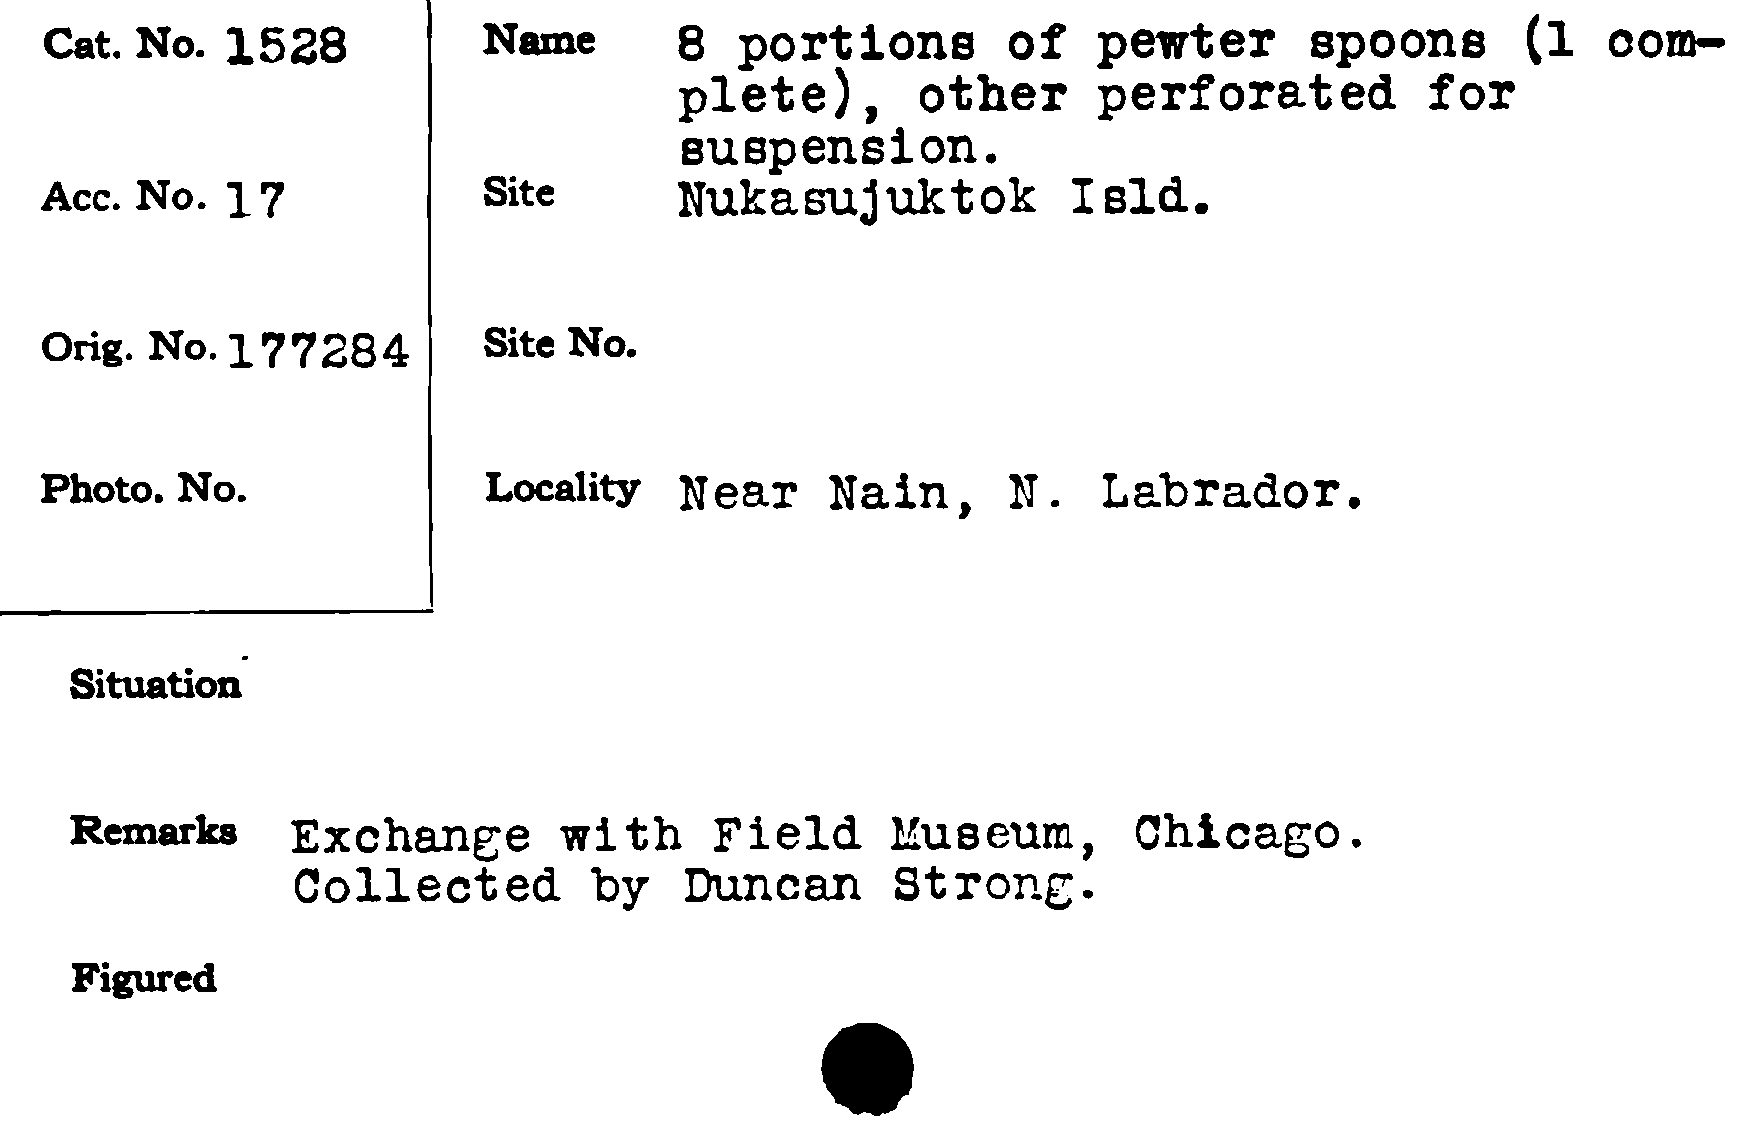 Cat. No. 1528
Name 8 portions of pewter spoons (1 com-
plete), other perforated for
suspension.
Acc. No. 17
Site Nukasujuktok Isld.
Orig. No. 177284
Site No.
Photo. No.
Locality Near Nain, N. Labrador.
Situation
Remarks Exchange with Field Museum, Chicago.
Collected by Duncan Strong.
Figured